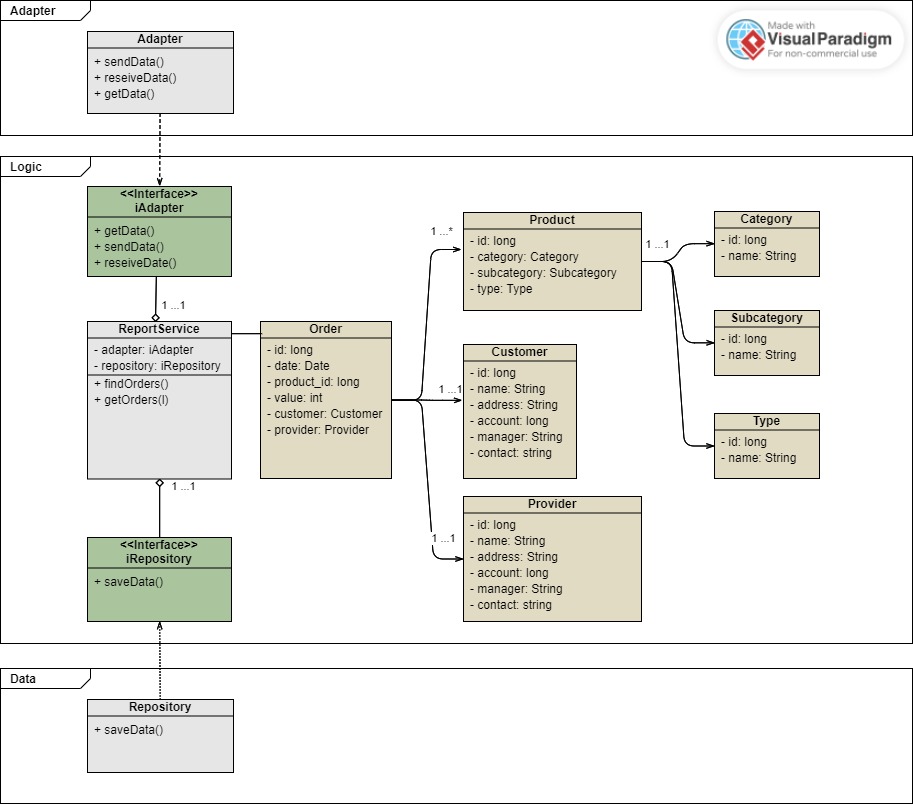 Adapter
Made with
VisualParadigm
For non-commercial use
Adapter
+ sendData()
+ reseiveData()
+ getData()
Logic
<<Interface>>
iAdapter
+ getData()
+ sendData()
+ reseiveDate()
1 ...1
ReportService
- adapter: iAdapter
- repository: iRepository
+ findOrders()
+ getOrders(l)
1 ...1
<<Interface>>
iRepository
+ saveData()
Order
- id: long
- date: Date
- product_id: long
- value: int
- customer: Customer
- provider: Provider
1 ...*
Product
- id: long
- category: Category
- subcategory: Subcategory
- type: Type
1 ...1
Customer
- id: long
- name: String
- address: String
- account: long
- manager: String
- contact: string
1 ...1
Provider
- id: long
- name: String
- address: String
- account: long
- manager: String
- contact: string
1 ...1
Category
- id: long
- name: String
Subcategory
- id: long
- name: String
Type
- id: long
- name: String
Data
Repository
+ saveData()